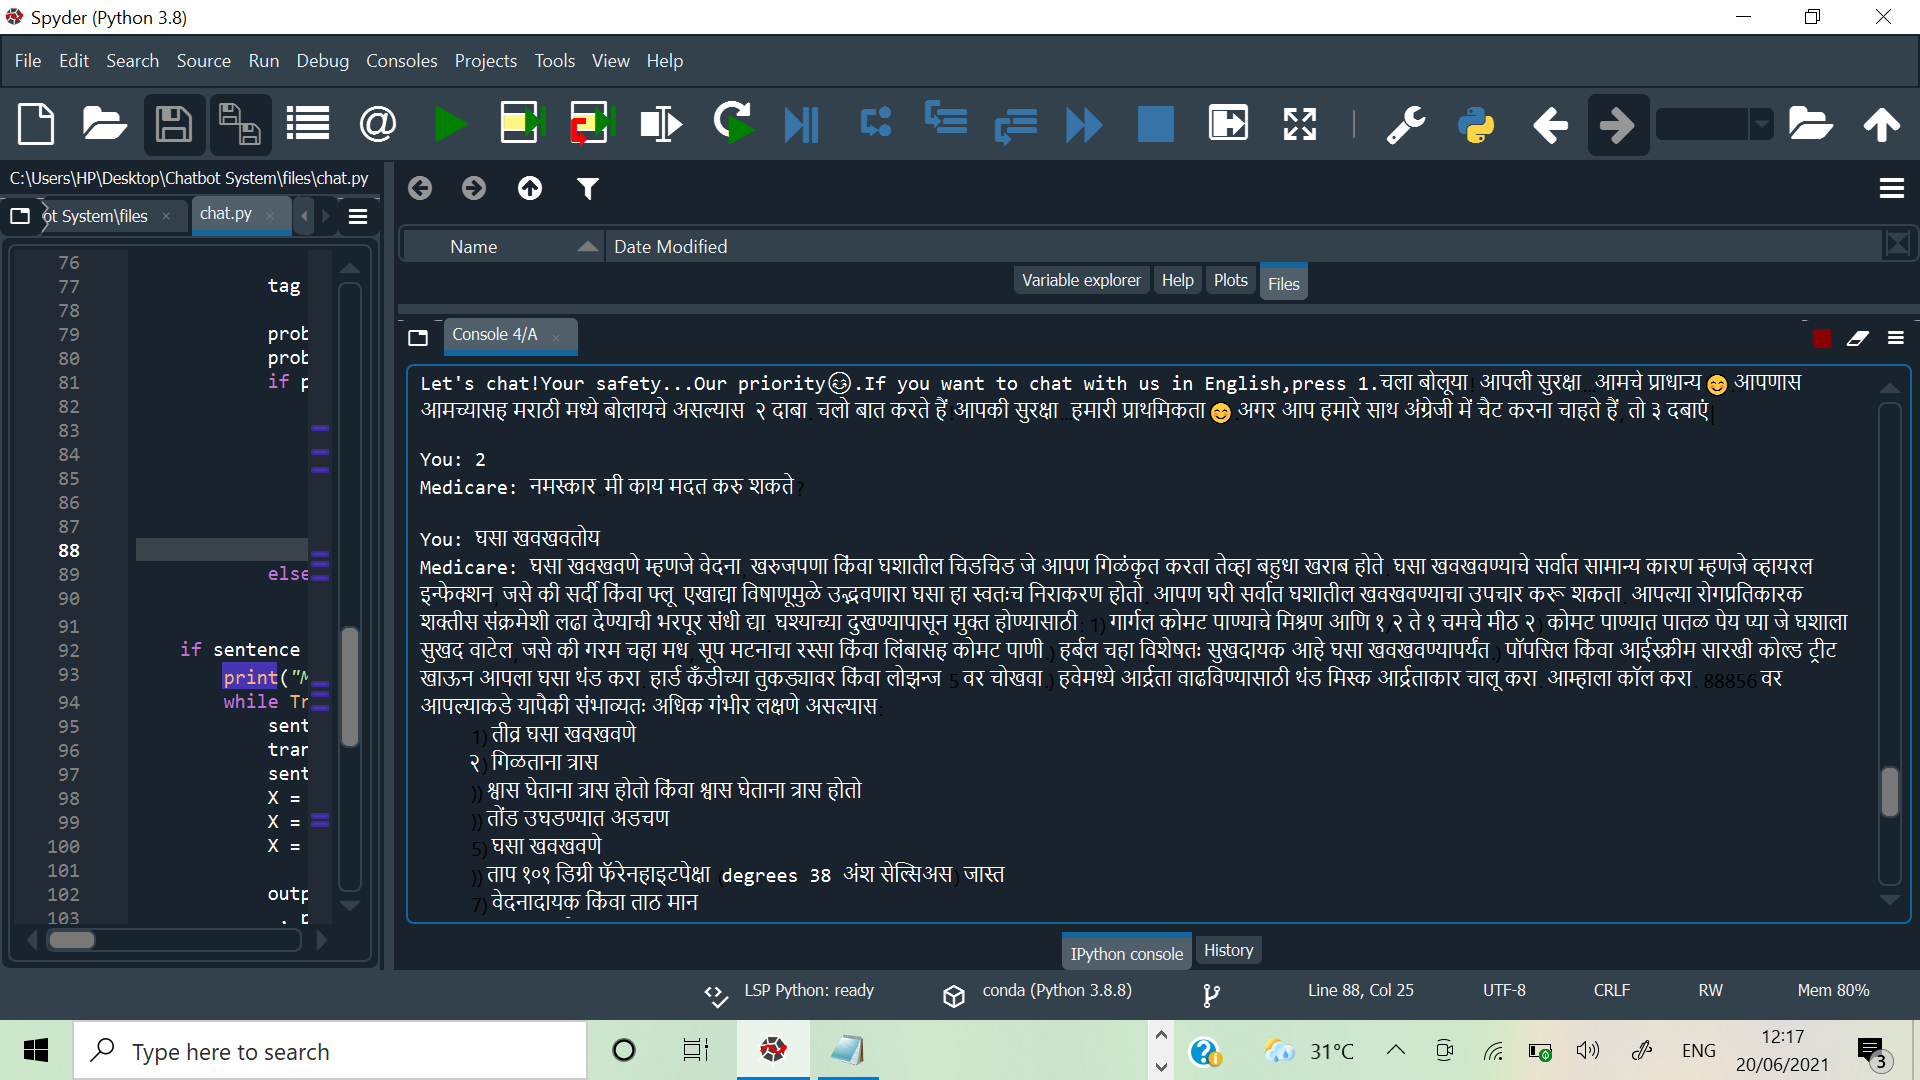 Spyder (Python 3.8)
File Edit Search Source Run Debug Consoles Projects Tools View Help
C:\Users\HP\Desktop\Chatbot System\files\chat.py
ot System\files
chat.py
76
77 tag
78
79 prob
80 prob
81 if p
82
83
84
85
86
87
88
89 else
90
91
92 if sentence
93 print("M
94 while Tr
95 sent
96 tran
97 sent
98 X =
99 X =
100 X =
101
102 outp
103 , p
Name Date Modified
Variable explorer Help Plots Files
Console 4/A
Let's chat!Your safety...Our priority😊.If you want to chat with us in English,press 1.चला बोलूया! आपली सुरक्षा...आमचे प्राधान्य😊.आपणास
आमच्यासह मराठी मध्ये बोलायचे असल्यास २ दाबा. चलो बात करते हैं!आपकी सुरक्षा...हमारी प्राथमिकता😊.अगर आप हमारे साथ अंग्रेजी में चैट करना चाहते हैं, तो ३ दबाएं|
You: 2
Medicare: नमस्कार..मी काय मदत करु शकते?
You: घसा खवखवतोय
Medicare: घसा खवखवणे म्हणजे वेदना, खरुजपणा किंवा घशातील चिडचिड जे आपण गिळंकृत करता तेव्हा बहुधा खराब होते. घसा खवखवण्याचे सर्वात सामान्य कारण म्हणजे व्हायरल
इन्फेक्शन, जसे की सर्दी किंवा फ्लू. एखाद्या विषाणूमुळे उद्भवणारा घसा हा स्वतःच निराकरण होतो. आपण घरी सर्वात घशातील खवखवण्याचा उपचार करू शकता. आपल्या रोगप्रतिकारक
शक्तीस संक्रमेशी लढा देण्याची भरपूर संधी द्या. घश्याच्या दुखण्यापासून मुक्त होण्यासाठी: 1) गार्गल कोमट पाण्याचे मिश्रण आणि १/२ ते १ चमचे मीठ २) कोमट पाण्यात पातळ पेय प्या जे घशाला
सुखद वाटेल, जसे की गरम चहा मध, सूप मटनाचा रस्सा किंवा लिंबासह कोमट पाणी.) हर्बल चहा विशेषतः सुखदायक आहे घसा खवखवण्यापर्यंत.) पॉपसिल किंवा आईस्क्रीम सारखी कोल्ड ट्रीट
खाऊन आपला घसा थंड करा. हार्ड कँडीच्या तुकड्यावर किंवा लोझन्ज 5 वर चोखवा.) हवेमध्ये आर्द्रता वाढविण्यासाठी थंड मिस्क आर्द्रताकार चालू करा. आम्हाला कॉल करा. 88856 वर
आपल्याकडे यापैकी संभाव्यतः अधिक गंभीर लक्षणे असल्यास:
1) तीव्र घसा खवखवणे
२) गिळताना त्रास
)) श्वास घेताना त्रास होतो किंवा श्वास घेताना त्रास होतो
)) तोंड उघडण्यात अडचण
5) घसा खवखवणे
)) ताप १०१ डिग्री फॅरेनहाइटपेक्षा (degrees 38 अंश सेल्सिअस) जास्त
7) वेदनादायक किंवा ताठ मान
IPython console History
LSP Python: ready conda (Python 3.8.8) Line 88, Col 25 UTF-8 CRLF RW Mem 80%
Type here to search
31°C ENG 12:17
20/06/2021
3